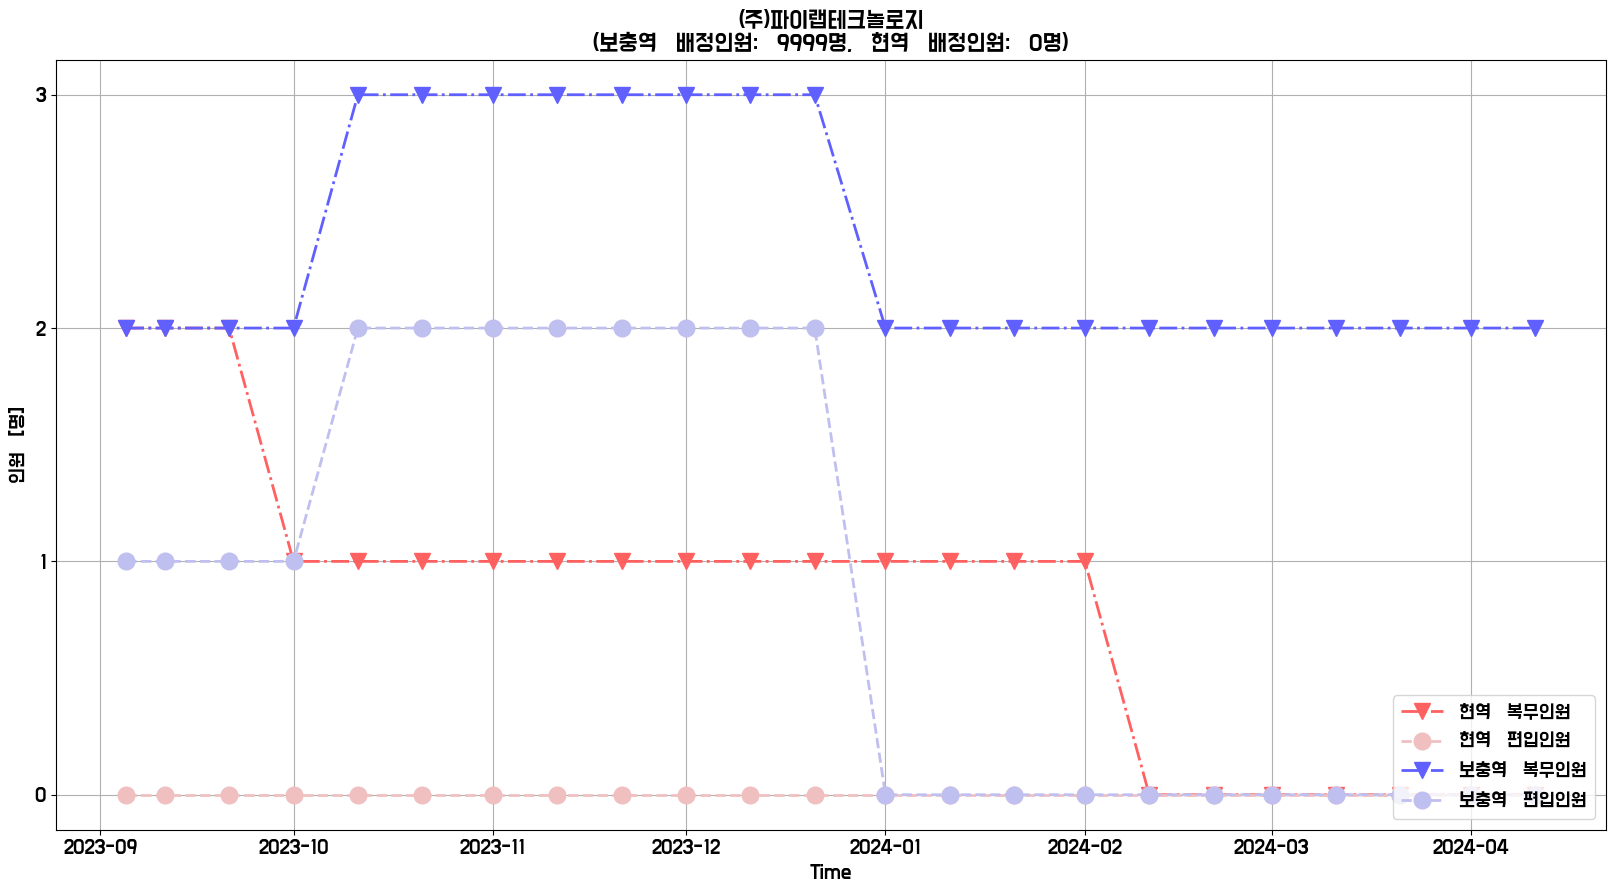 (주)파이랩테크놀로지
(보충역 배정인원: 9999명, 현역 배정인원: 0명)
3
2
1
0
인원 [명]
2023-09 2023-10 2023-11 2023-12 2024-01 2024-02 2024-03 2024-04
Time
현역 복무인원
현역 편입인원
보충역 복무인원
보충역 편입인원